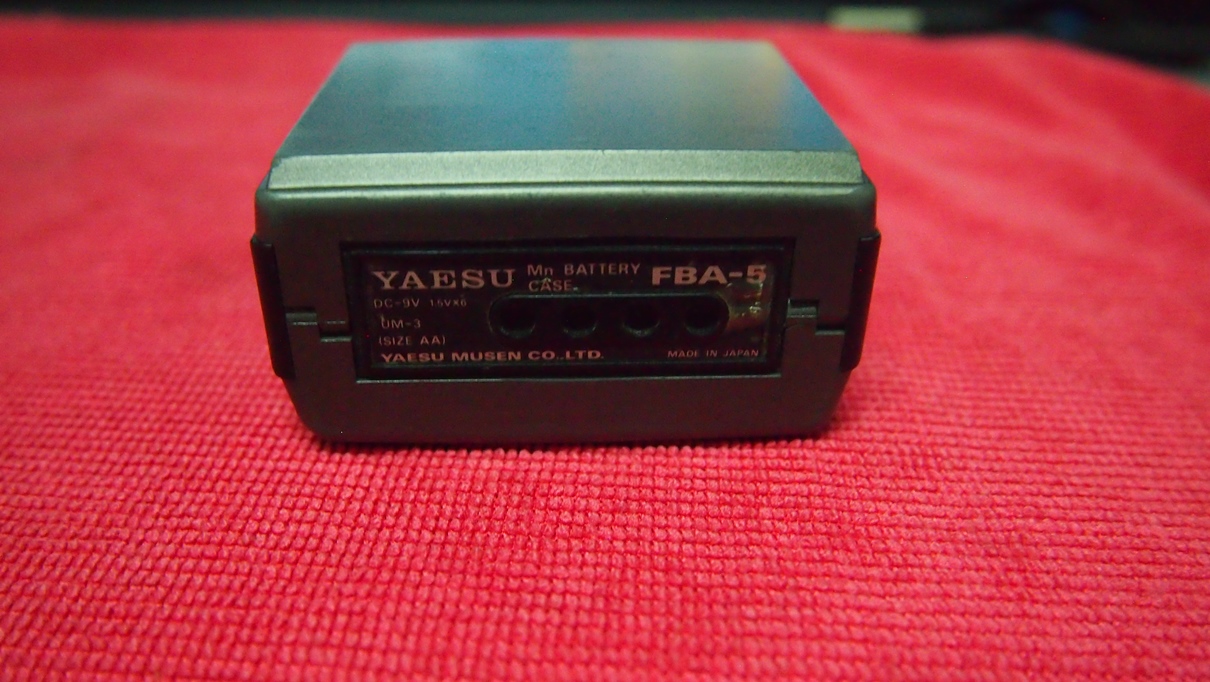 YAESU Mn BATTERY CASE. FBA-5
DC-9V 1.5V×6
UM-3
(SIZE AA)
YAESU MUSEN CO.,LTD. MADE IN JAPAN